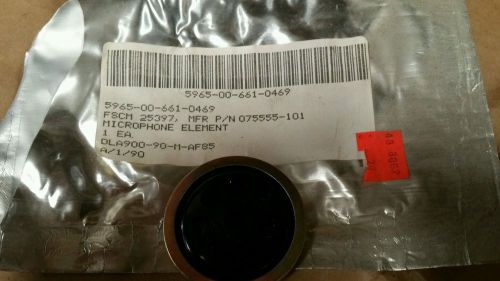 5965-00-661-0469
5965-00-661-0469
FSCM 25397, MFR P/N 075555-101
MICROPHONE ELEMENT
1 EA.
DLA900-90-M-AF85
A/1/90